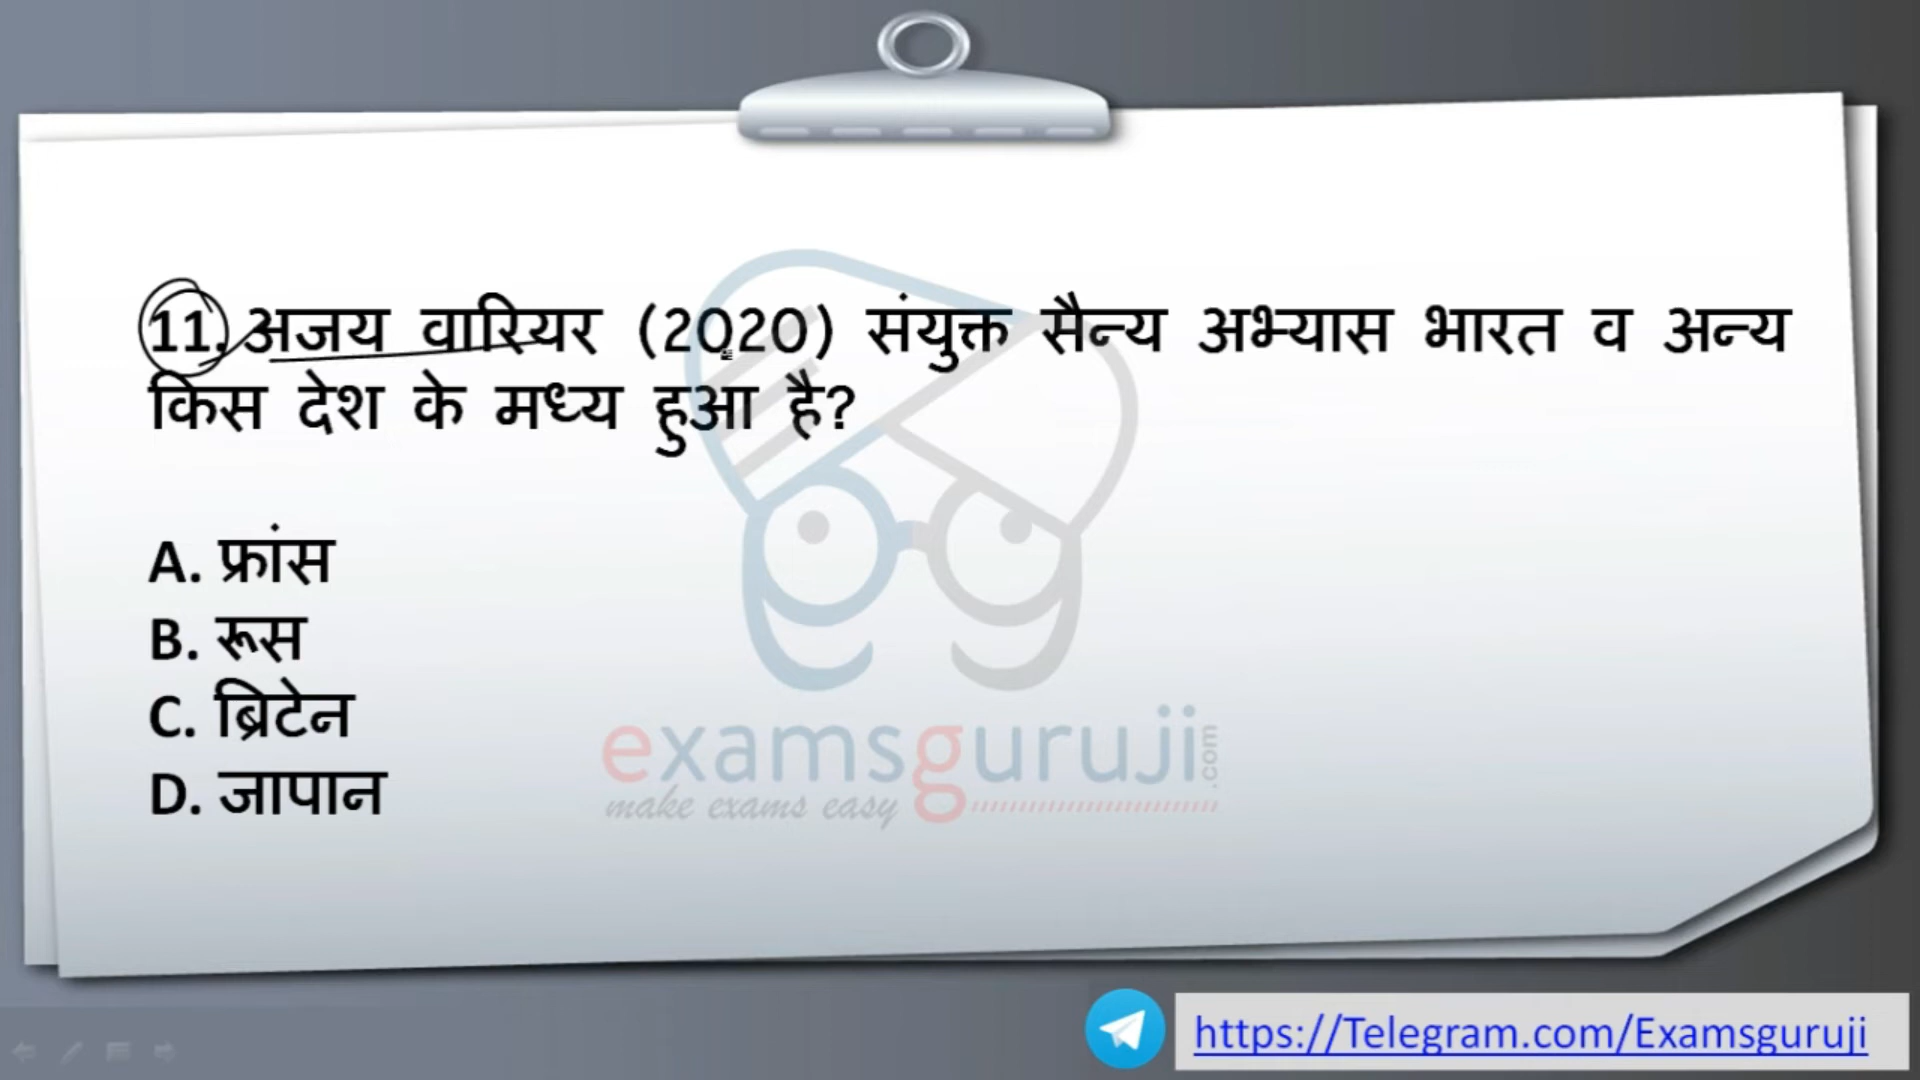 11. अजय वारियर (2020) संयुक्त सैन्य अभ्यास भारत व अन्य
किस देश के मध्य हुआ है?
A. फ्रांस
B. रूस
C. ब्रिटेन
D. जापान
examsguruji.com
make exams easy
https://Telegram.com/Examsguruji